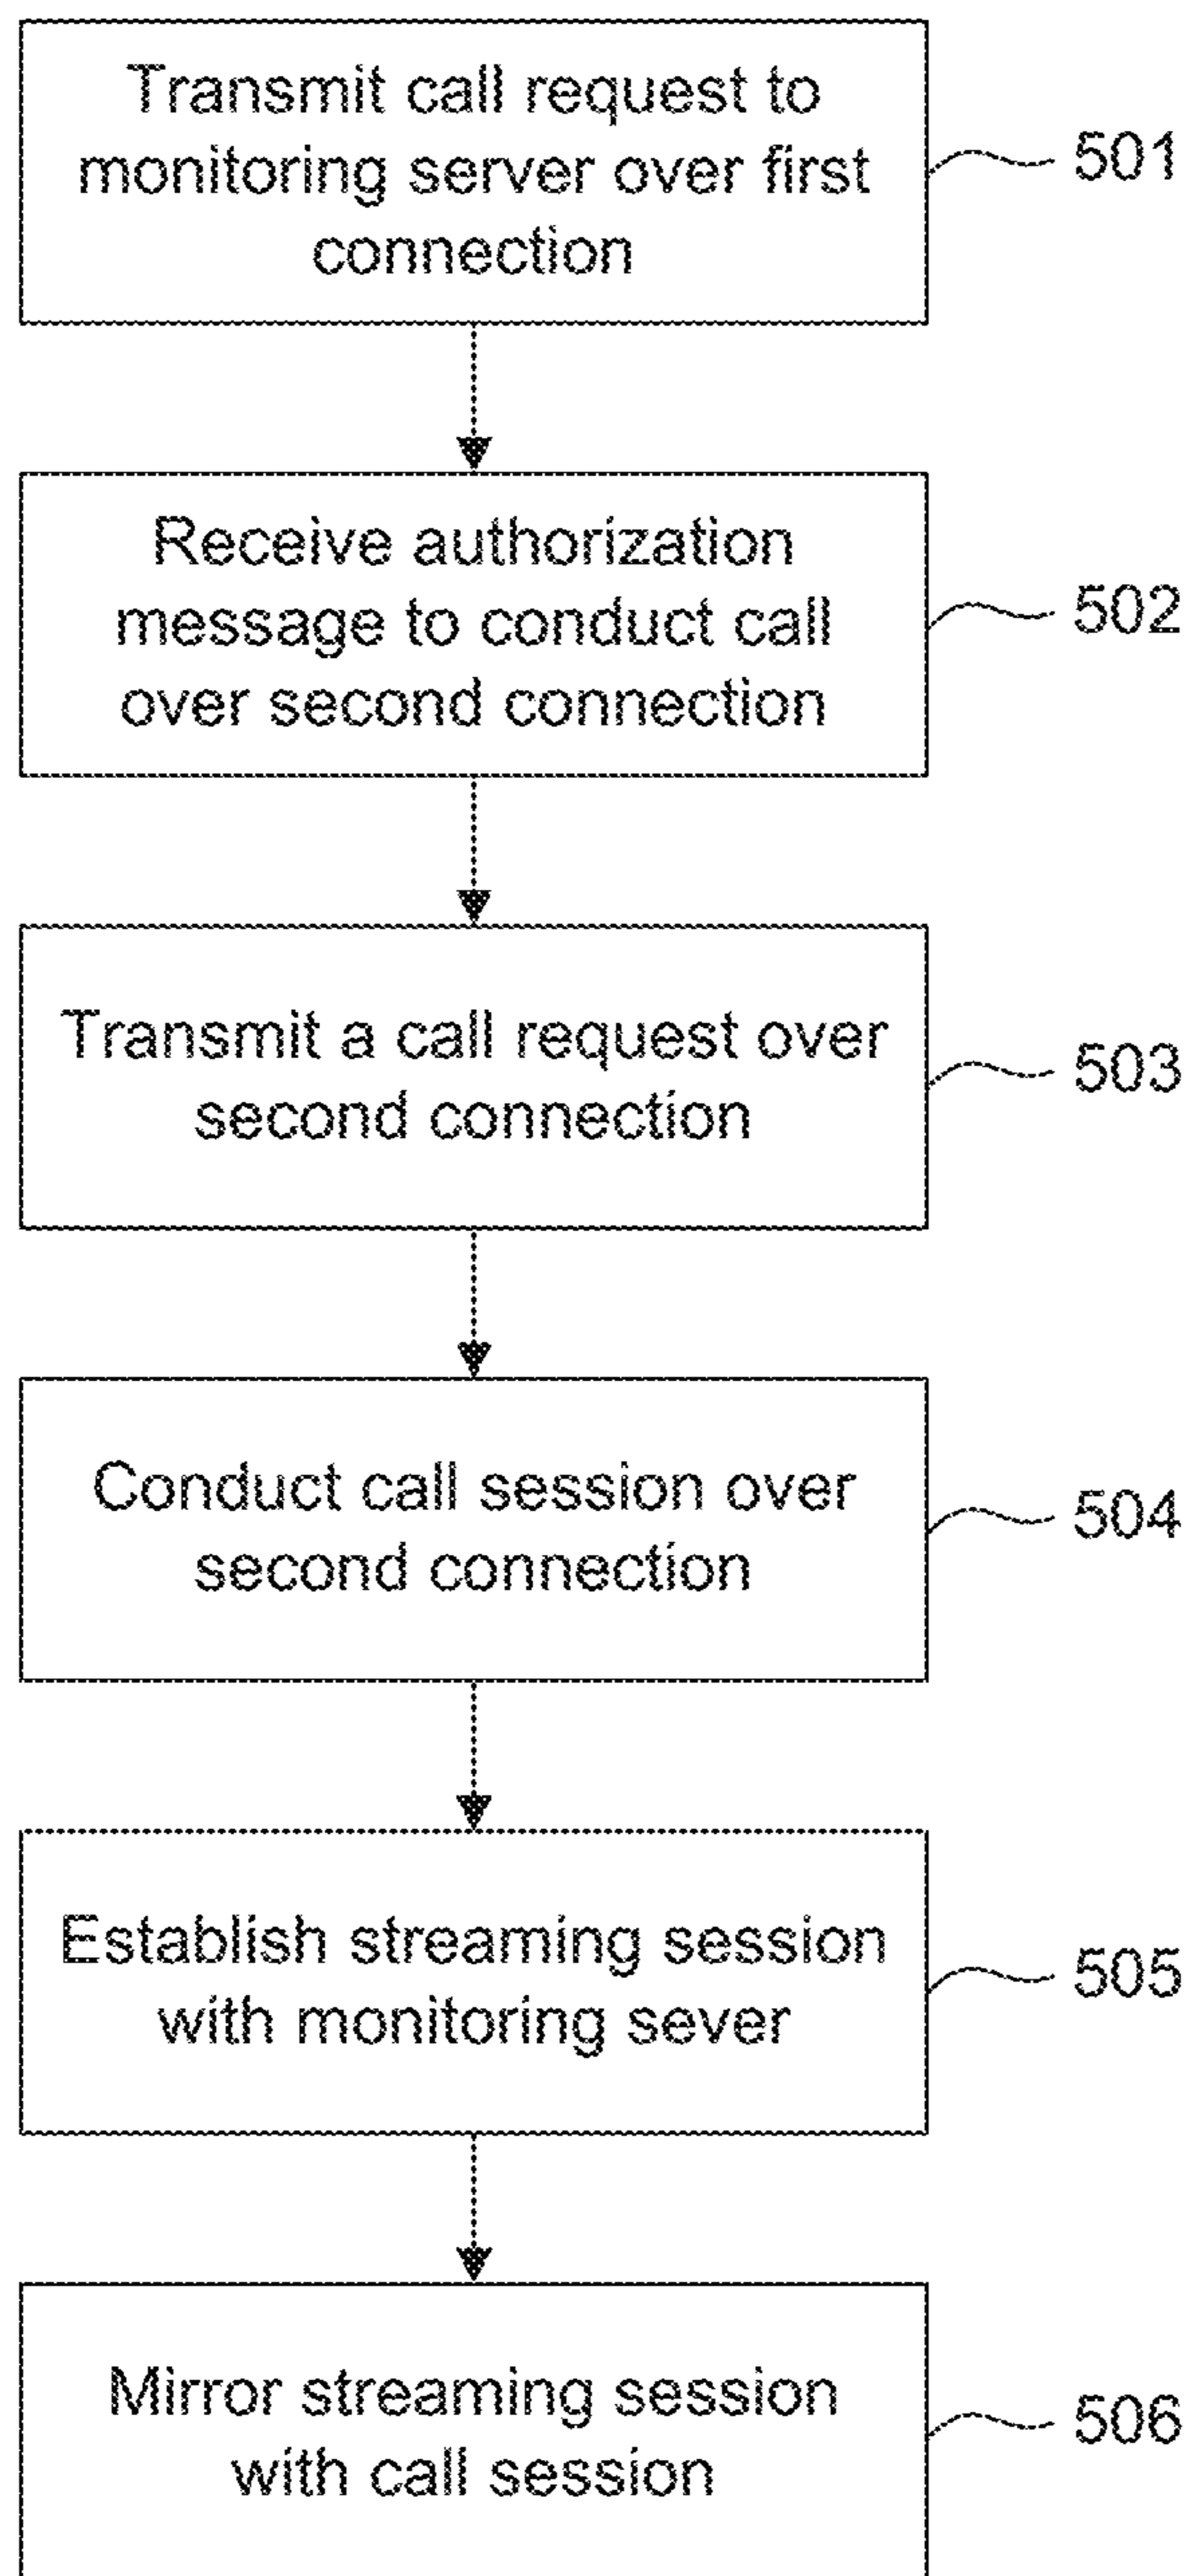 Transmit call request to
monitoring server over first
connection
501
Receive authorization
message to conduct call
over second connection
502
Transmit a call request over
second connection
503
Conduct call session over
second connection
504
Establish streaming session
with monitoring sever
505
Mirror streaming session
with call session
506